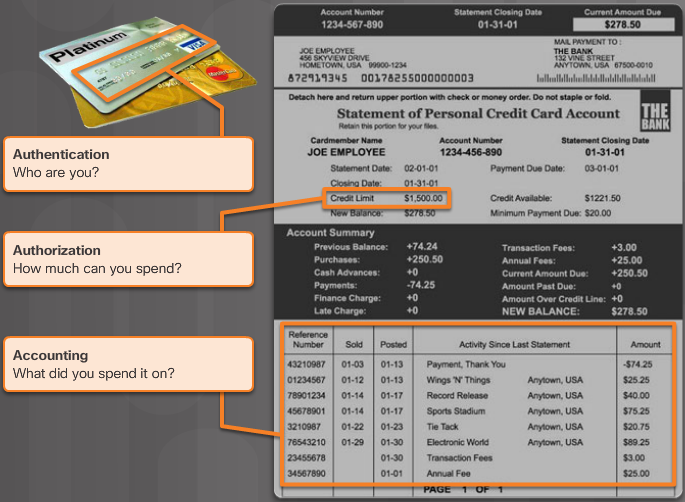 Platinum
VISA
MasterCard
Authentication
Who are you?
Authorization
How much can you spend?
Accounting
What did you spend it on?
Account Number
1234-567-890
Statement Closing Date
01-31-01
Current Amount Due
$278.50
JOE EMPLOYEE
456 SKYVIEW DRIVE
HOMETOWN, USA 99900-1234
MAIL PAYMENT TO :
THE BANK
132 VINE STREET
ANYTOWN, USA 67500-0010
872919345 00178255000000003
Detach here and return upper portion with check or money order. Do not staple or fold.
Statement of Personal Credit Card Account
Retain this portion for your files.
THE
BANK
Cardmember Name Account Number Statement Closing Date
JOE EMPLOYEE 1234-456-890 01-31-01
Statement Date: 02-01-01 Payment Due Date: 03-01-01
Closing Date: 01-31-01
Credit Limit $1,500.00 Credit Available: $1221.50
New Balance: $278.50 Minimum Payment Due: $20.00
Account Summary
Previous Balance: +74.24 Transaction Fees: +3.00
Purchases: +250.50 Annual Fees: +25.00
Cash Advances: +0 Current Amount Due: +250.50
Payments: -74.25 Amount Past Due: +0
Finance Charge: +0 Amount Over Credit Line: +0
Late Charge: +0 NEW BALANCE: $278.50
Reference
Number Sold Posted Activity Since Last Statement Amount
43210987 01-03 01-13 Payment, Thank You -$74.25
01234567 01-12 01-13 Wings 'N' Things Anytown, USA $25.25
78901234 01-14 01-17 Record Release Anytown, USA $40.00
45678901 01-14 01-17 Sports Stadium Anytown, USA $75.25
3210987 01-22 01-23 Tie Tack Anytown, USA $20.75
76543210 01-29 01-30 Electronic World Anytown, USA $89.25
23455678 01-30 Transaction Fees $3.00
34567890 01-01 Annual Fee $25.00
PAGE 1 OF 1